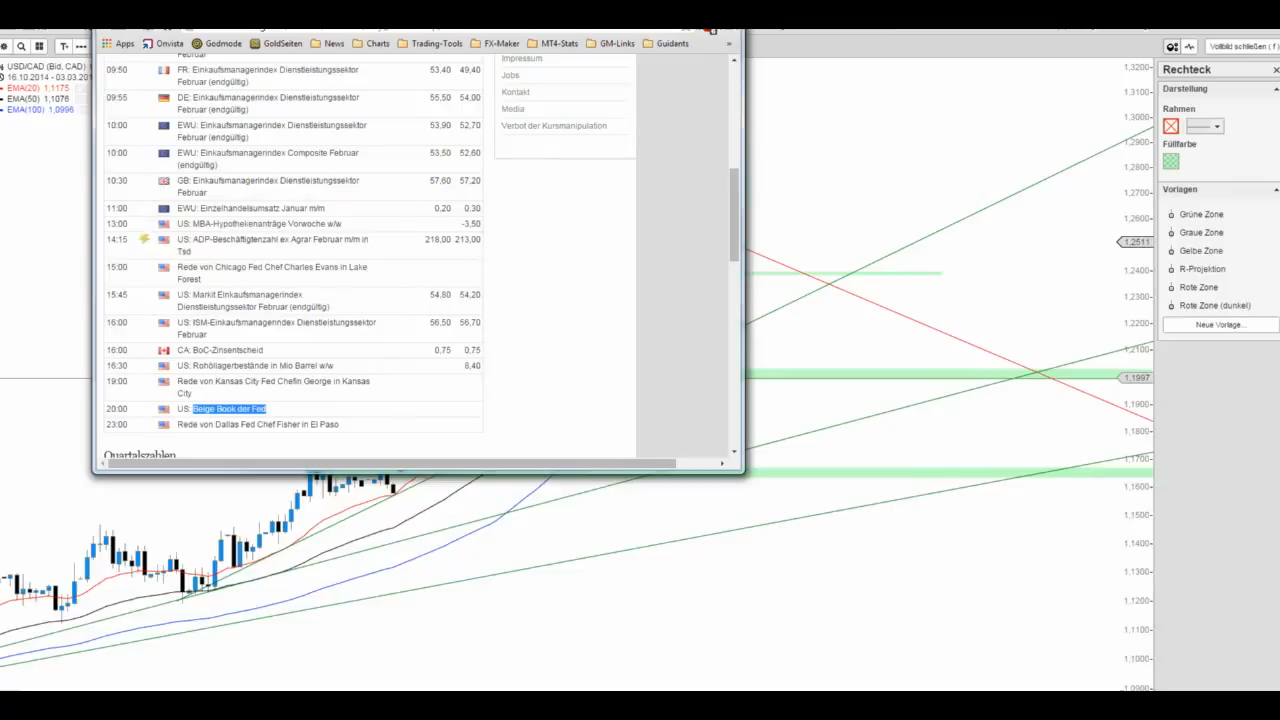 Apps Onvista Godmode GoldSeiten News Charts Trading-Tools FX-Maker MT4-Stats GM-Links Guidants »
USD/CAD (Bid, CAD)
16.10.2014 - 03.03.201
EMA(20) 1,1175
EMA(50) 1,1076
EMA(100) 1,0996
Februar
09:50 FR: Einkaufsmanagerindex Dienstleistungssektor 53,40 49,40
Februar (endgültig)
09:55 DE: Einkaufsmanagerindex Dienstleistungssektor 55,50 54,00
Februar (endgültig)
10:00 EWU: Einkaufsmanagerindex Dienstleistungssektor 53,90 52,70
Februar (endgültig)
10:00 EWU: Einkaufsmanagerindex Composite Februar 53,50 52,60
(endgültig)
10:30 GB: Einkaufsmanagerindex Dienstleistungssektor 57,60 57,20
Februar
11:00 EWU: Einzelhandelsumsatz Januar m/m 0,20 0,30
13:00 US: MBA-Hypothekenanträge Vorwoche w/w -3,50
14:15 US: ADP-Beschäftigtenzahl ex Agrar Februar m/m in 218,00 213,00
Tsd
15:00 Rede von Chicago Fed Chef Charles Evans in Lake
Forest
15:45 US: Markit Einkaufsmanagerindex 54,80 54,20
Dienstleistungssektor Februar (endgültig)
16:00 US: ISM-Einkaufsmanagerindex Dienstleistungssektor 56,50 56,70
Februar
16:00 CA: BoC-Zinsentscheid 0,75 0,75
16:30 US: Rohöllagerbestände in Mio Barrel w/w 8,40
19:00 Rede von Kansas City Fed Chefin George in Kansas
City
20:00 US: Beige Book der Fed
23:00 Rede von Dallas Fed Chef Fisher in El Paso
Quartalszahlen
Impressum
Jobs
Kontakt
Media
Verbot der Kursmanipulation
1,3200
1,3100
1,3000
1,2900
1,2800
1,2700
1,2600
1,2511
1,2400
1,2300
1,2200
1,2100
1,1997
1,1900
1,1800
1,1700
1,1600
1,1500
1,1400
1,1300
1,1200
1,1100
1,1000
1,0900
Vollbild schließen ( f )
Rechteck
Darstellung
Rahmen
Füllfarbe
Vorlagen
Grüne Zone
Graue Zone
Gelbe Zone
R-Projektion
Rote Zone
Rote Zone (dunkel)
Neue Vorlage...